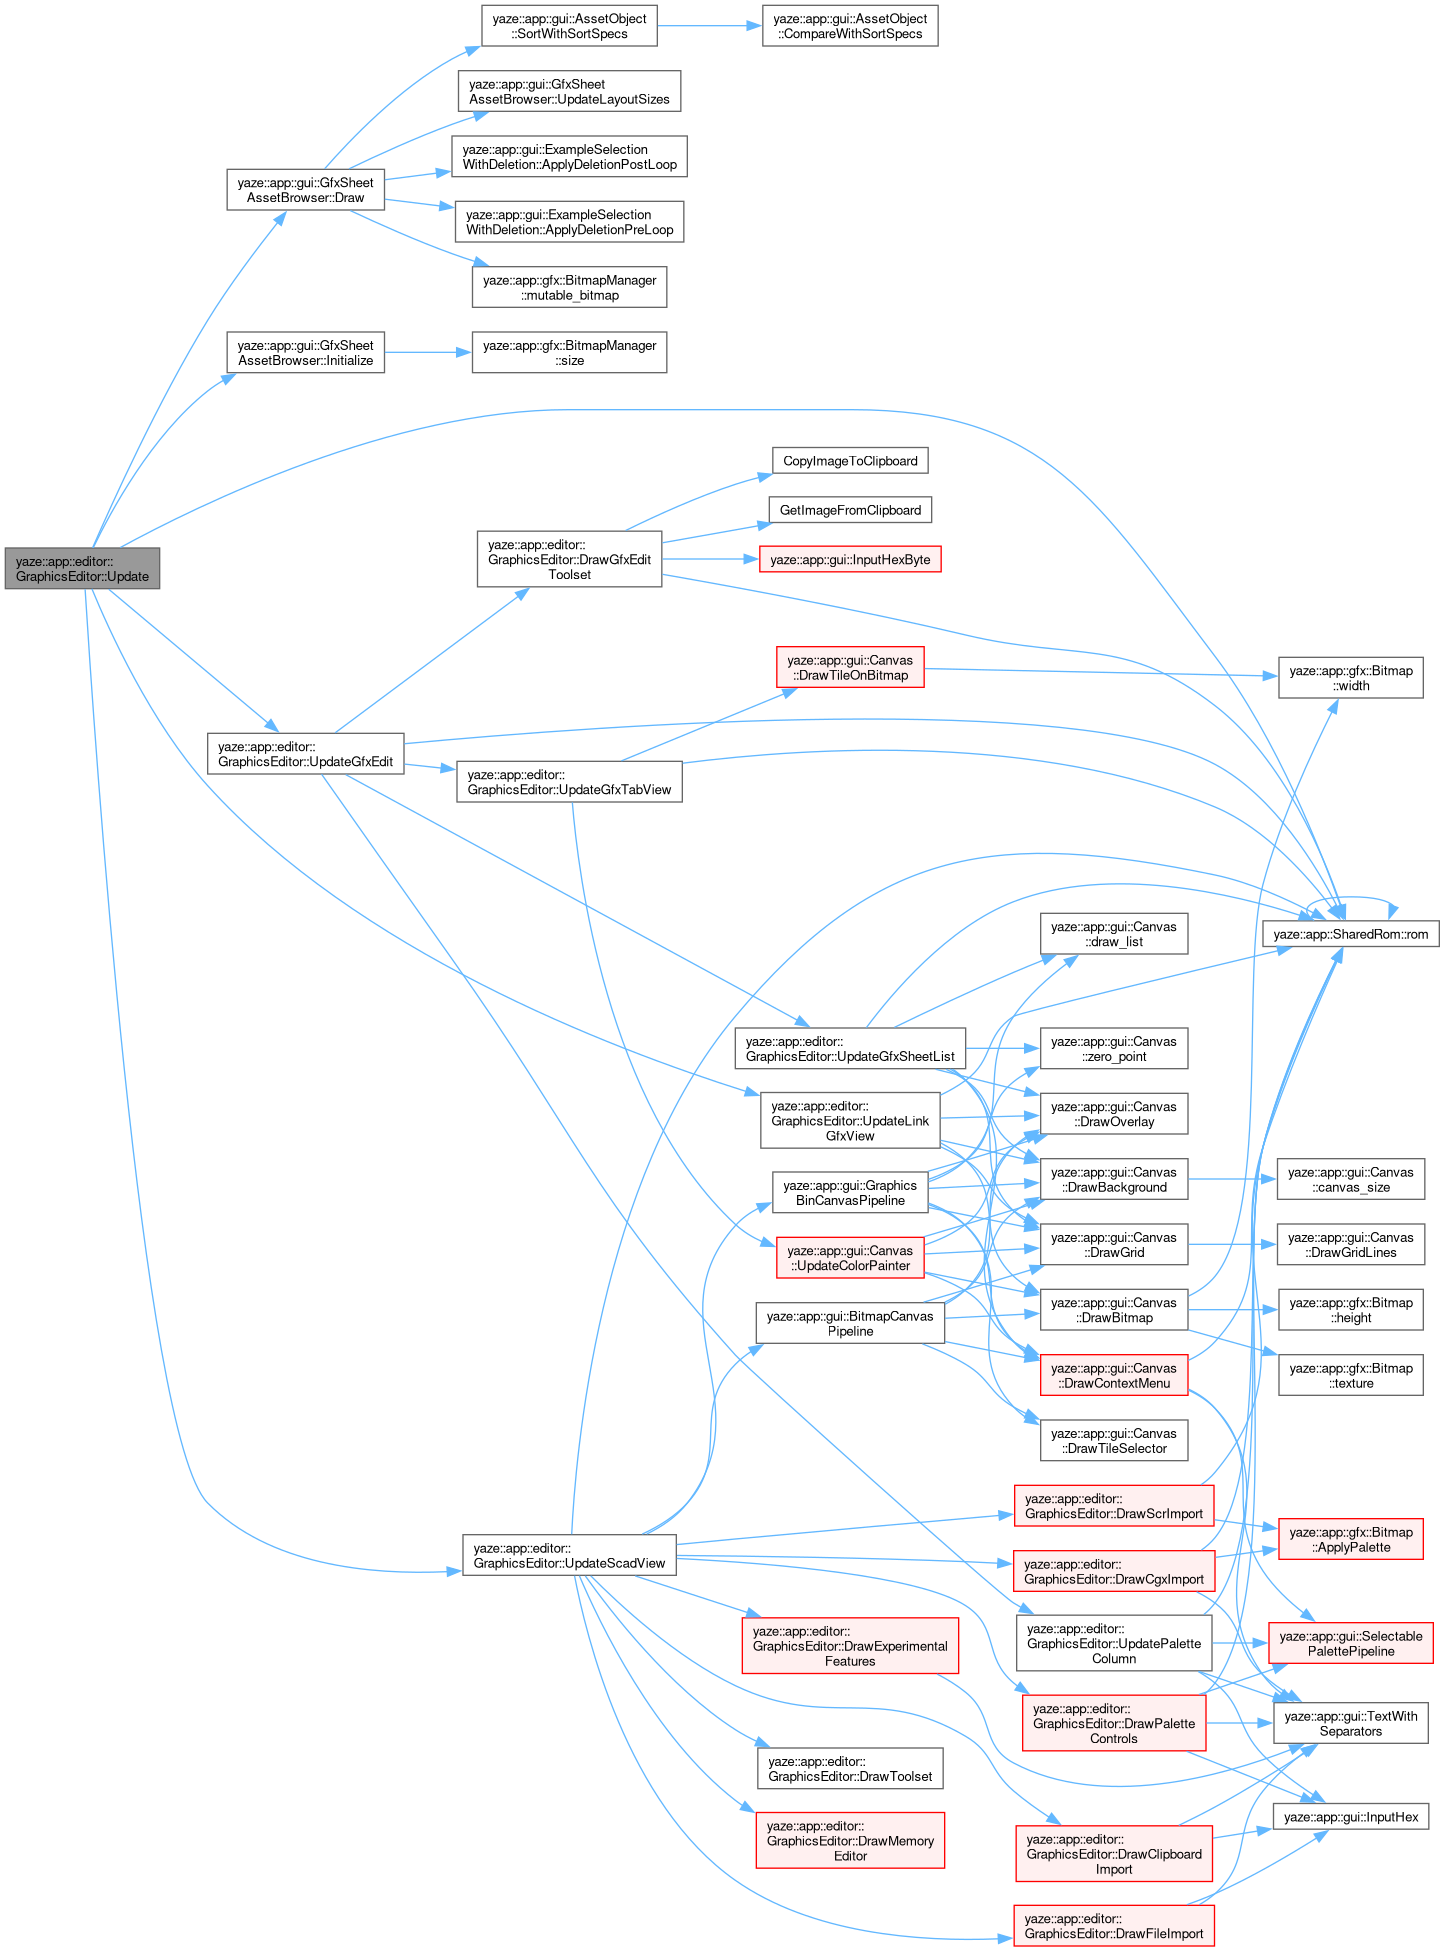 yaze::app::gui::AssetObject
::SortWithSortSpecs
yaze::app::gui::AssetObject
::CompareWithSortSpecs
yaze::app::gui::GfxSheet
AssetBrowser::UpdateLayoutSizes
yaze::app::gui::ExampleSelection
WithDeletion::ApplyDeletionPostLoop
yaze::app::gui::GfxSheet
AssetBrowser::Draw
yaze::app::gui::ExampleSelection
WithDeletion::ApplyDeletionPreLoop
yaze::app::gfx::BitmapManager
::mutable_bitmap
yaze::app::gui::GfxSheet
AssetBrowser::Initialize
yaze::app::gfx::BitmapManager
::size
CopyImageToClipboard
GetImageFromClipboard
yaze::app::editor::
GraphicsEditor::DrawGfxEdit
Toolset
yaze::app::gui::InputHexByte
yaze::app::editor::
GraphicsEditor::Update
yaze::app::gui::Canvas
::DrawTileOnBitmap
yaze::app::gfx::Bitmap
::width
yaze::app::editor::
GraphicsEditor::UpdateGfxEdit
yaze::app::editor::
GraphicsEditor::UpdateGfxTabView
yaze::app::SharedRom::rom
yaze::app::gui::Canvas
::draw_list
yaze::app::editor::
GraphicsEditor::UpdateGfxSheetList
yaze::app::gui::Canvas
::zero_point
yaze::app::editor::
GraphicsEditor::UpdateLink
GfxView
yaze::app::gui::Canvas
::DrawOverlay
yaze::app::gui::Graphics
BinCanvasPipeline
yaze::app::gui::Canvas
::DrawBackground
yaze::app::gui::Canvas
::canvas_size
yaze::app::gui::Canvas
::UpdateColorPainter
yaze::app::gui::Canvas
::DrawGrid
yaze::app::gui::Canvas
::DrawGridLines
yaze::app::gui::BitmapCanvas
Pipeline
yaze::app::gui::Canvas
::DrawBitmap
yaze::app::gfx::Bitmap
::height
yaze::app::gui::Canvas
::DrawContextMenu
yaze::app::gfx::Bitmap
::texture
yaze::app::gui::Canvas
::DrawTileSelector
yaze::app::editor::
GraphicsEditor::DrawScrImport
yaze::app::gfx::Bitmap
::ApplyPalette
yaze::app::editor::
GraphicsEditor::UpdateScadView
yaze::app::editor::
GraphicsEditor::DrawCgxImport
yaze::app::editor::
GraphicsEditor::DrawExperimental
Features
yaze::app::editor::
GraphicsEditor::UpdatePalette
Column
yaze::app::gui::Selectable
PalettePipeline
yaze::app::editor::
GraphicsEditor::DrawPalette
Controls
yaze::app::gui::TextWith
Separators
yaze::app::editor::
GraphicsEditor::DrawToolset
yaze::app::gui::InputHex
yaze::app::editor::
GraphicsEditor::DrawMemory
Editor
yaze::app::editor::
GraphicsEditor::DrawClipboard
Import
yaze::app::editor::
GraphicsEditor::DrawFileImport